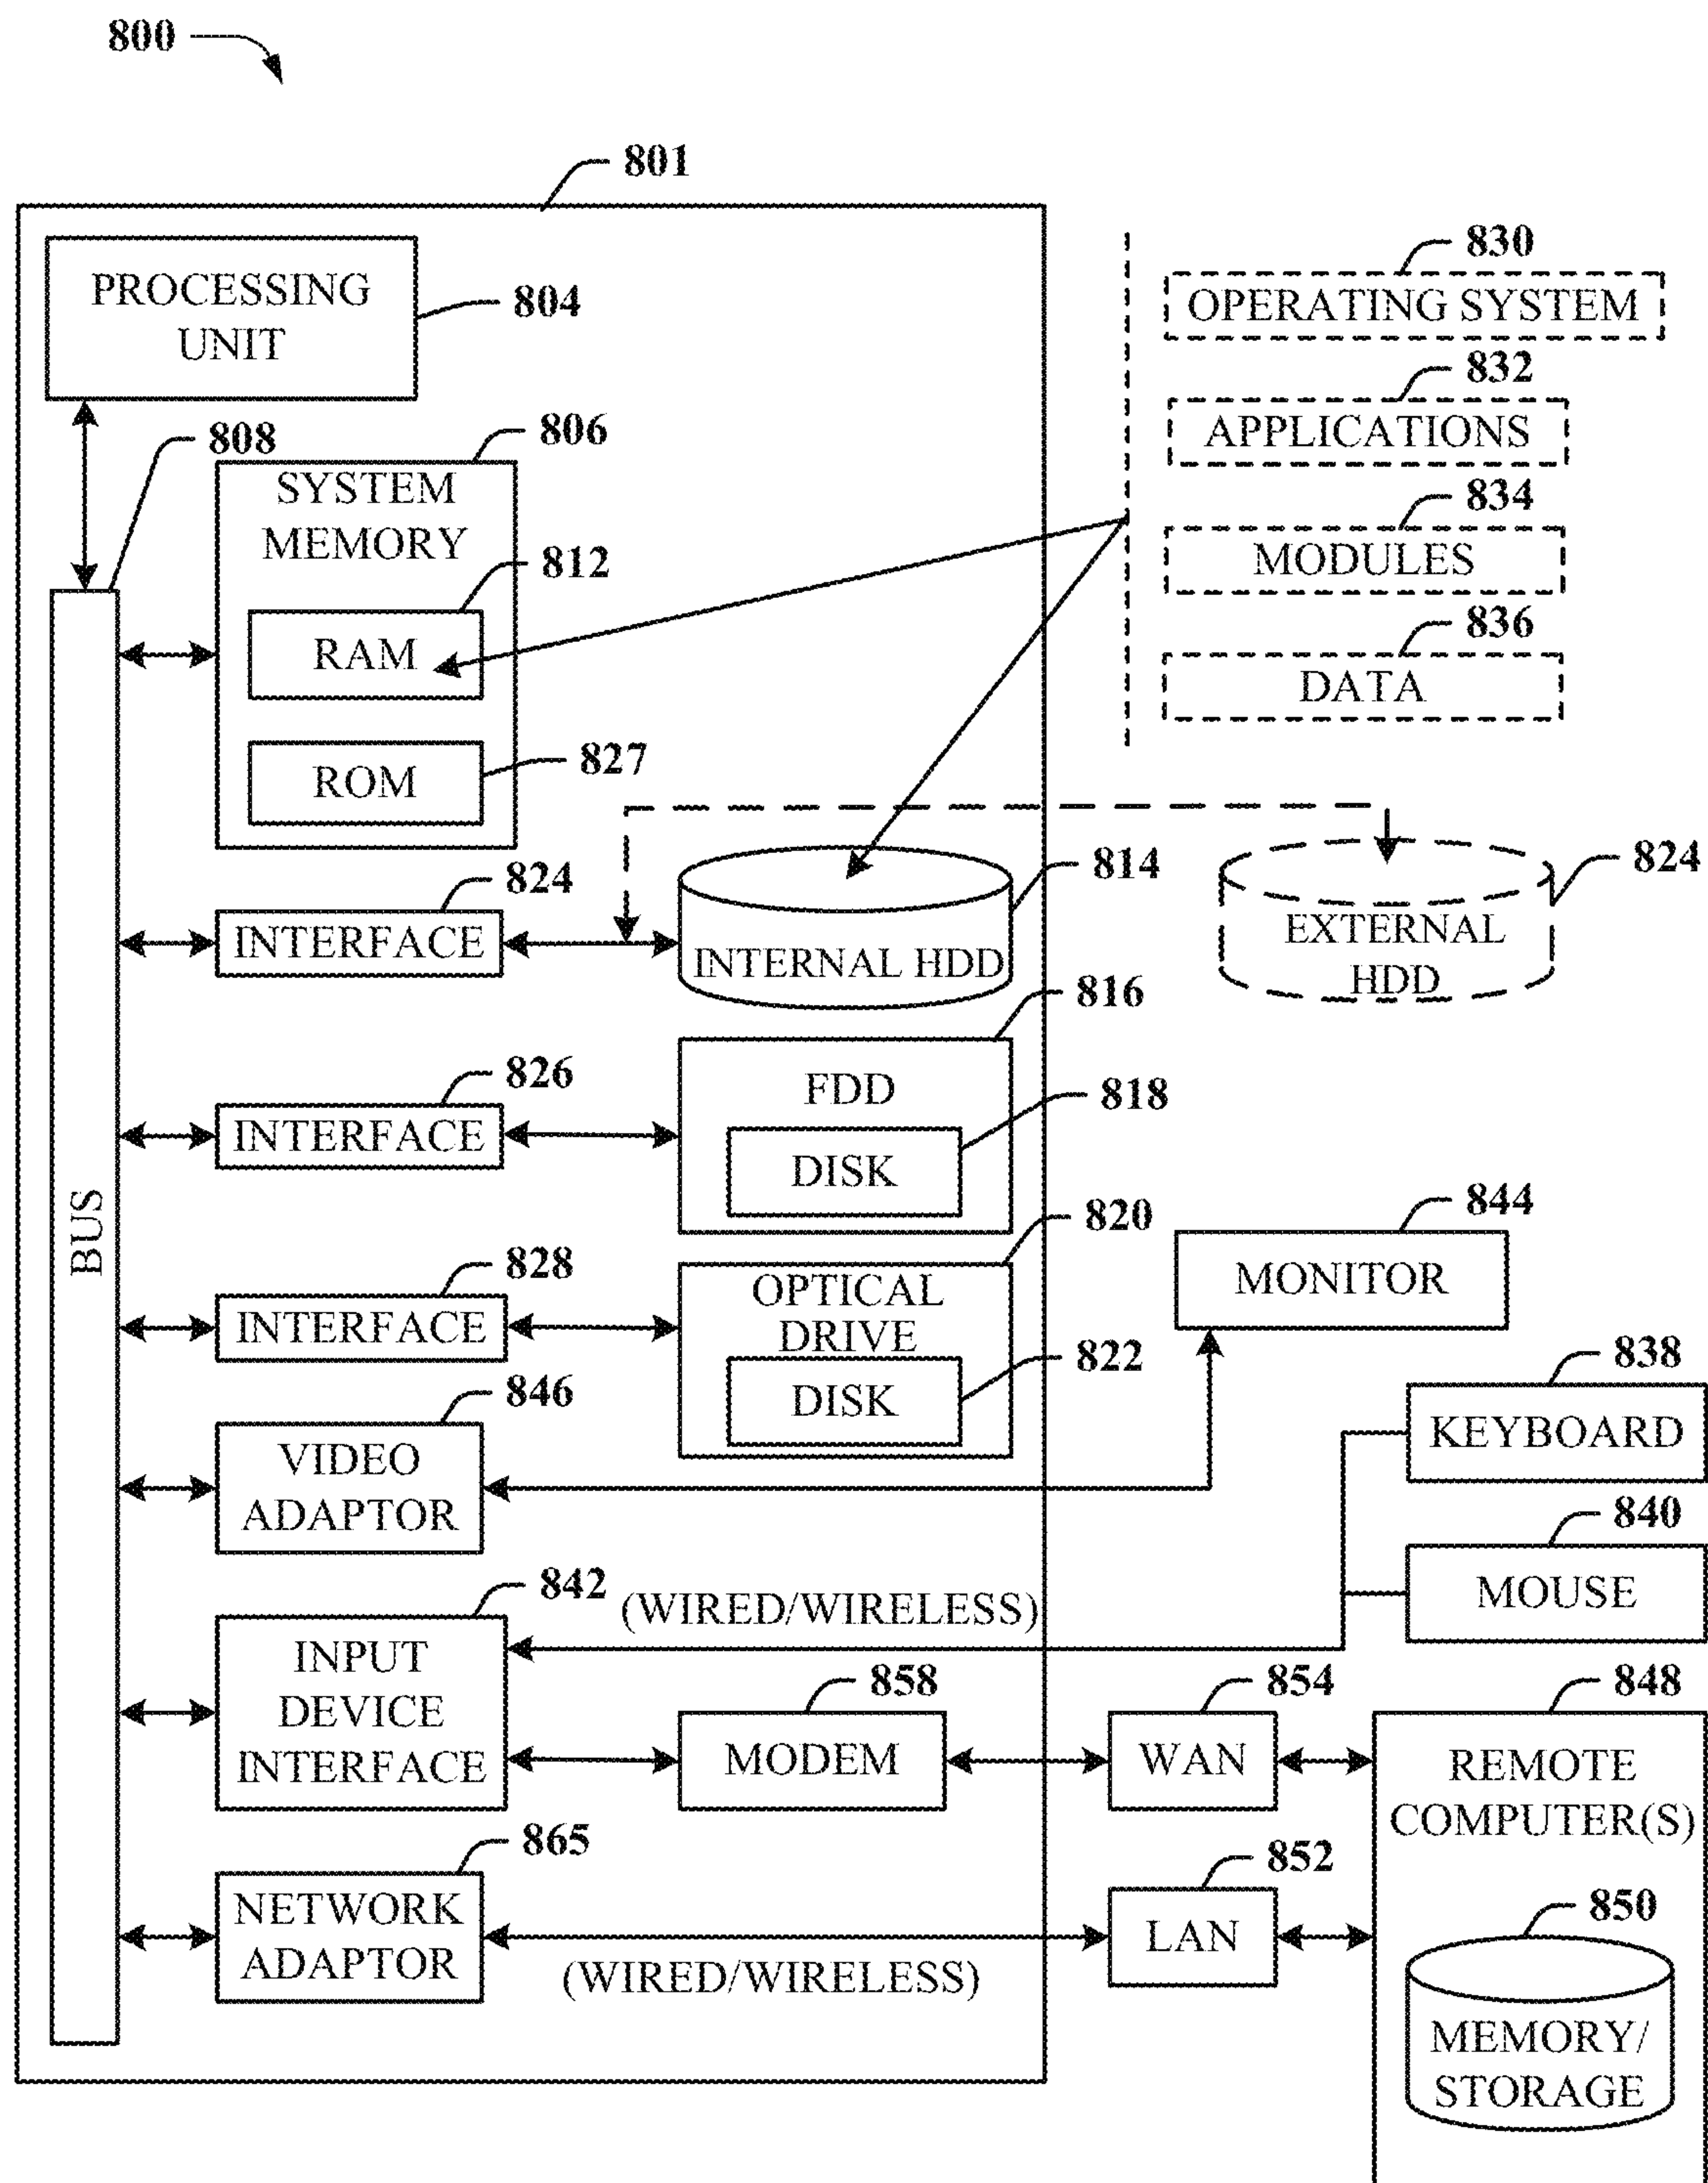 800
801
PROCESSING
UNIT
804
808
806
SYSTEM
MEMORY
812
RAM
ROM
827
830
OPERATING SYSTEM
832
APPLICATIONS
834
MODULES
836
DATA
824
INTERFACE
814
INTERNAL HDD
824
EXTERNAL
HDD
816
826
INTERFACE
FDD
818
DISK
BUS
820
828
INTERFACE
OPTICAL
DRIVE
822
DISK
844
MONITOR
846
VIDEO
ADAPTOR
838
KEYBOARD
840
MOUSE
842
(WIRED/WIRELESS)
INPUT
DEVICE
INTERFACE
858
MODEM
854
WAN
848
REMOTE
COMPUTER(S)
865
NETWORK
ADAPTOR
(WIRED/WIRELESS)
852
LAN
850
MEMORY/
STORAGE